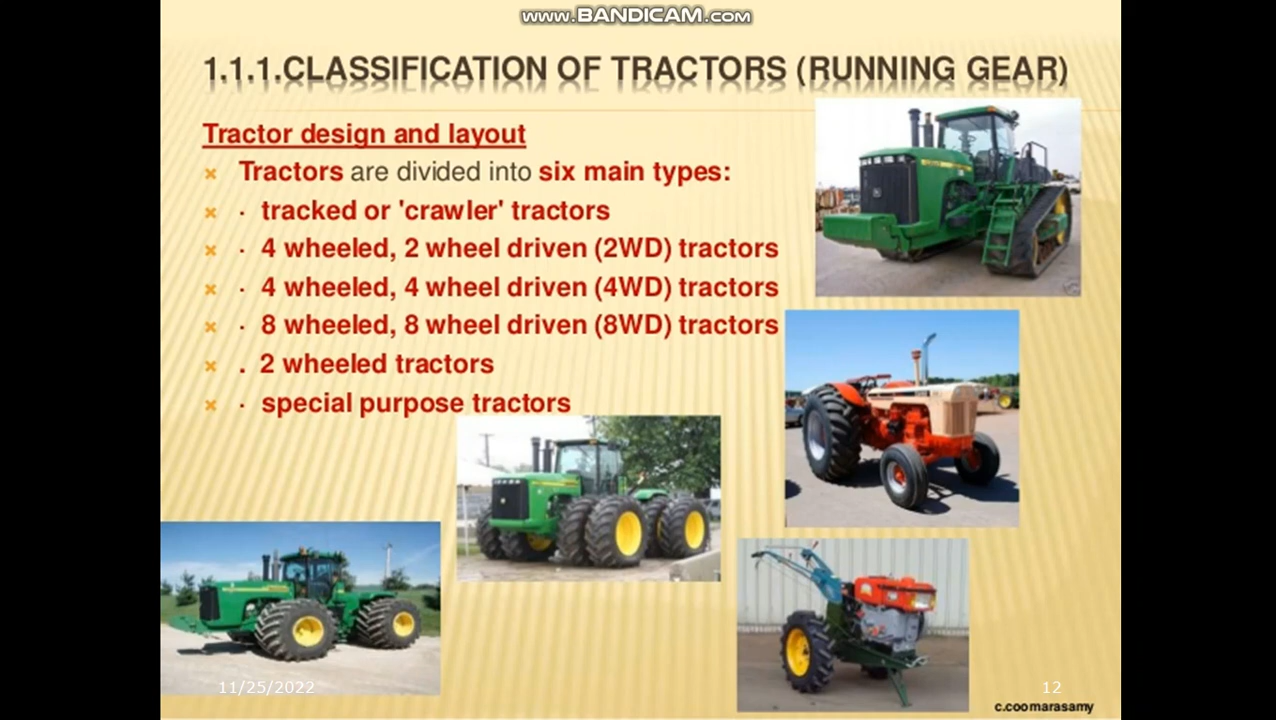 www.BANDICAM.com
1.1.1.CLASSIFICATION OF TRACTORS (RUNNING GEAR)
Tractor design and layout
Tractors are divided into six main types:
· tracked or 'crawler' tractors
· 4 wheeled, 2 wheel driven (2WD) tractors
· 4 wheeled, 4 wheel driven (4WD) tractors
· 8 wheeled, 8 wheel driven (8WD) tractors
. 2 wheeled tractors
· special purpose tractors
11/25/2022
12
c.coomarasamy